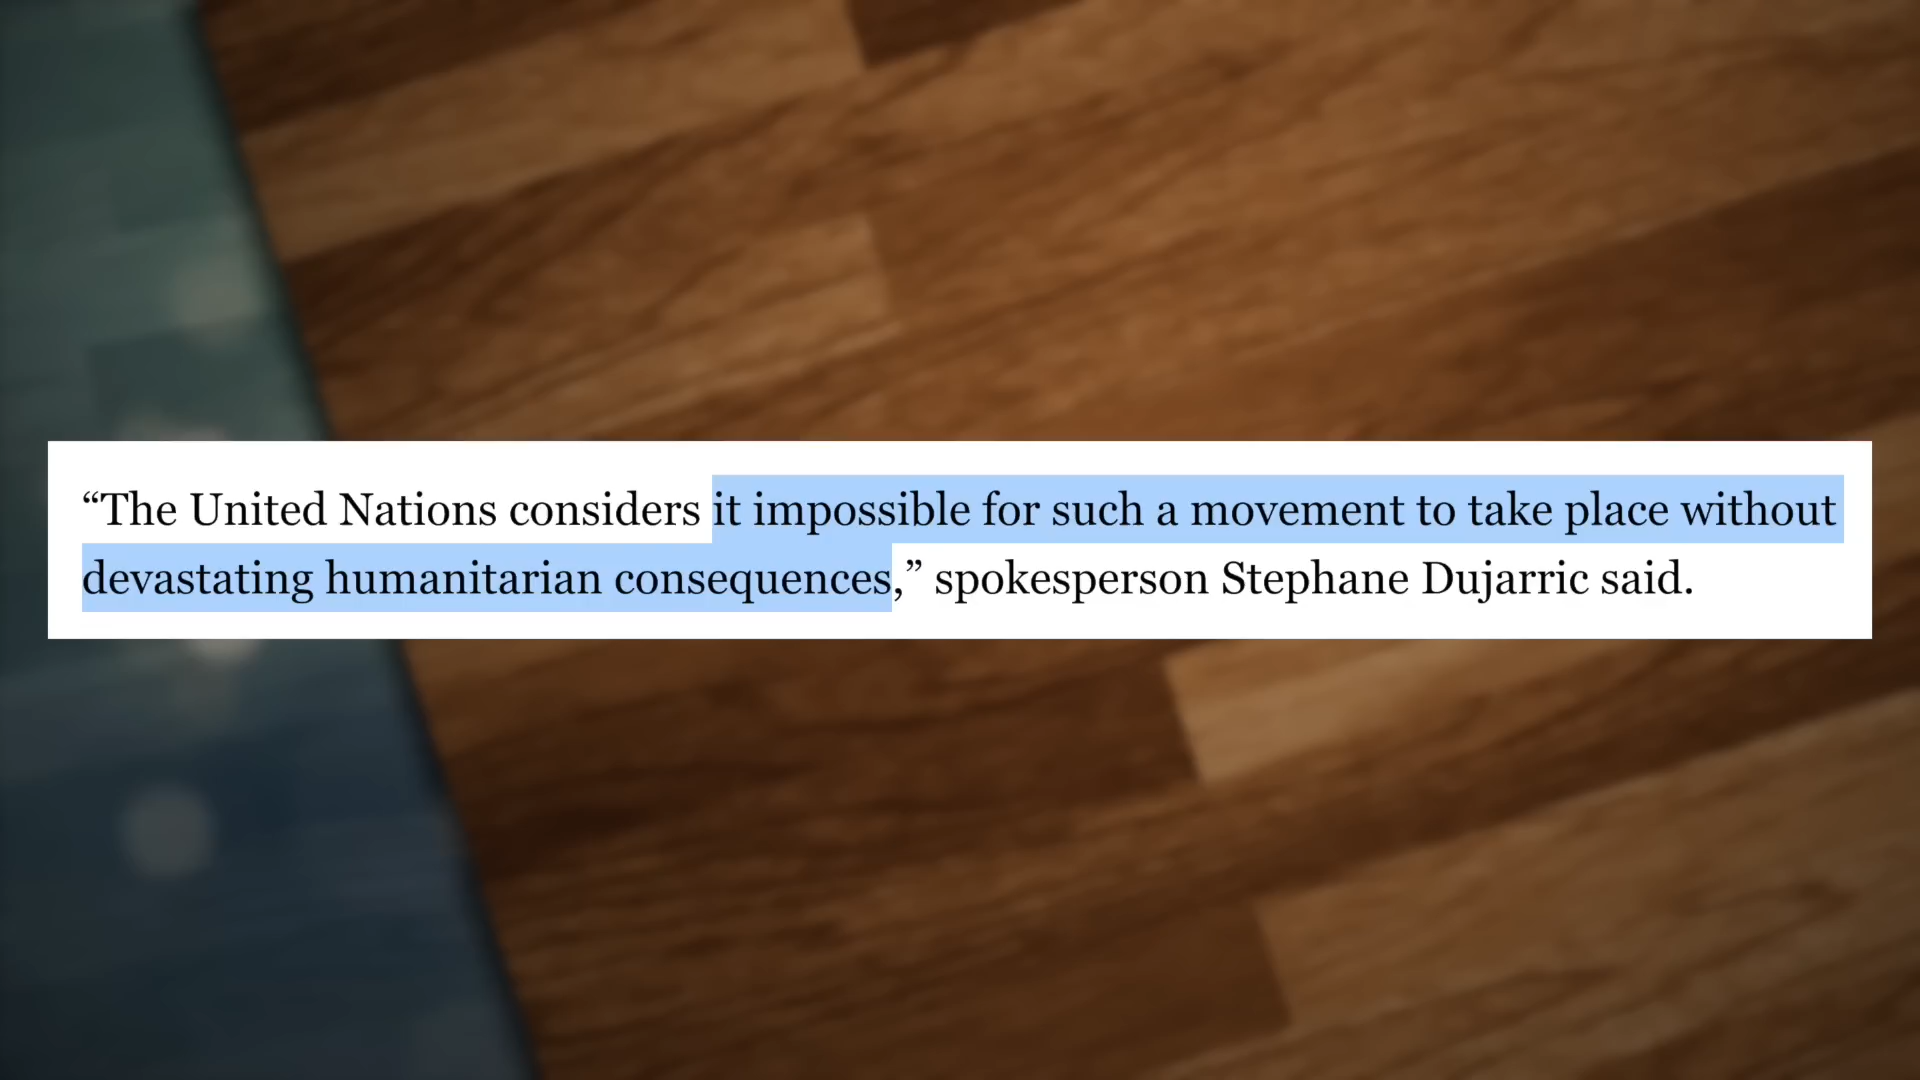 “The United Nations considers it impossible for such a movement to take place without
devastating humanitarian consequences,” spokesperson Stephane Dujarric said.